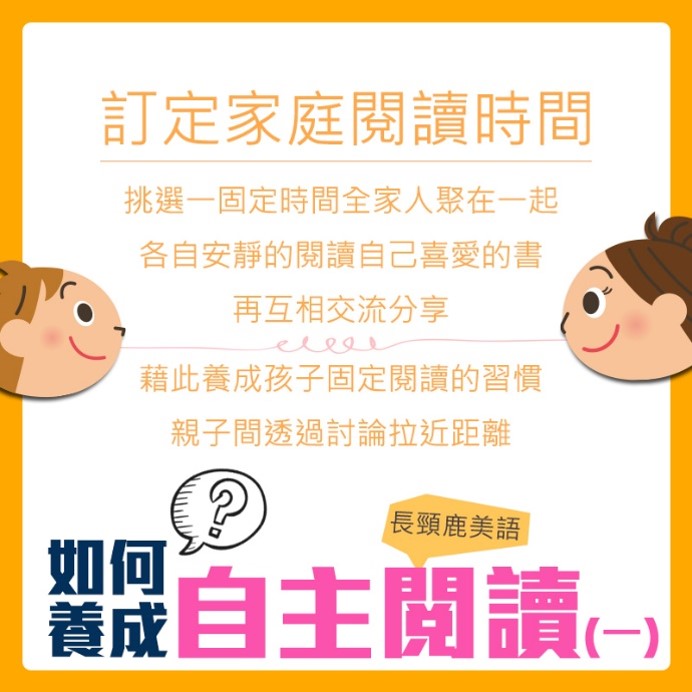 訂定家庭閱讀時間
挑選一固定時間全家人聚在一起
各自安靜的閱讀自己喜愛的書
再互相交流分享
藉此養成孩子固定閱讀的習慣
親子間透過討論拉近距離
?
長頸鹿美語
如何
養成
自主閱讀(一)